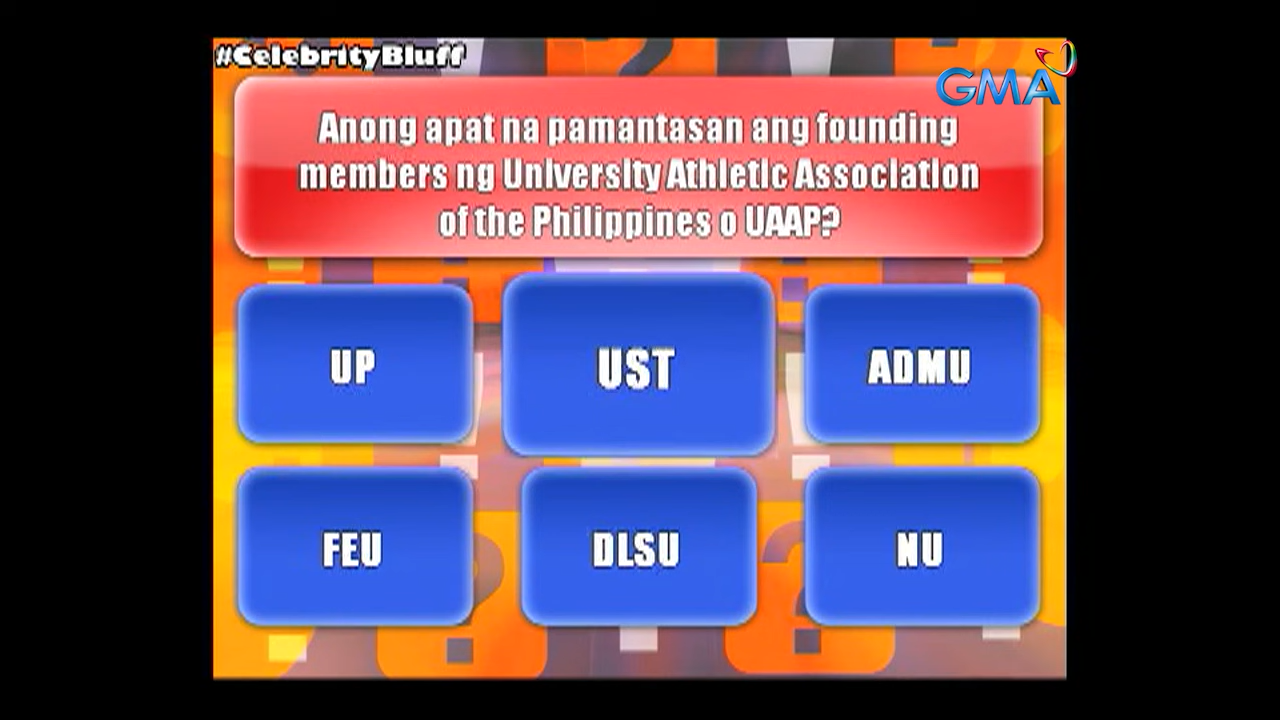 #CelebrityBluff
GMA
Anong apat na pamantasan ang founding
members ng University Athletic Association
of the Philippines o UAAP?
UP
UST
ADMU
FEU
DLSU
NU